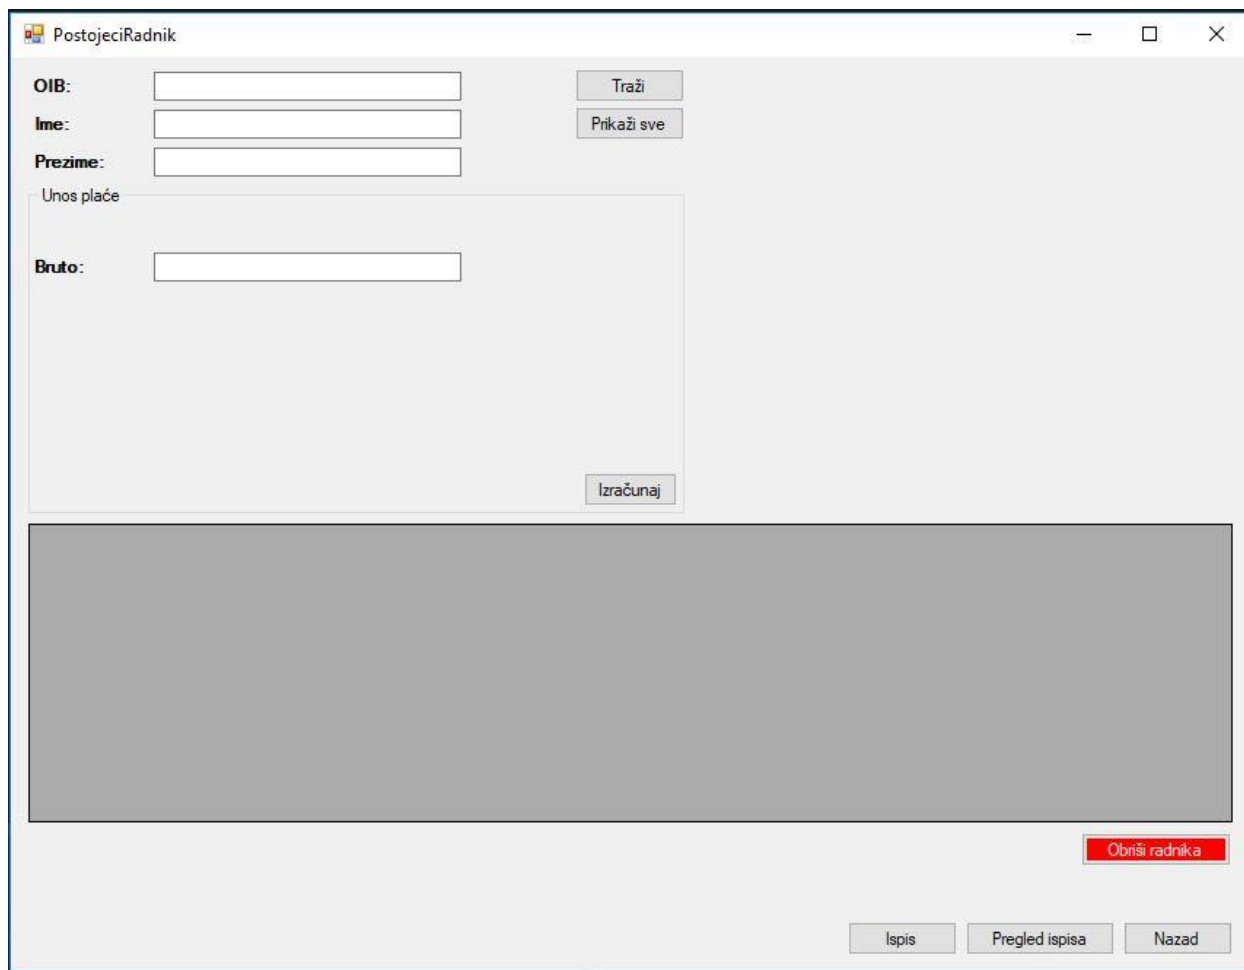 PostojeciRadnik
OIB:
Traži
Ime:
Prikaži sve
Prezime:
Unos plaće
Bruto:
Izračunaj
Obriši radnika
Ispis
Pregled ispisa
Nazad